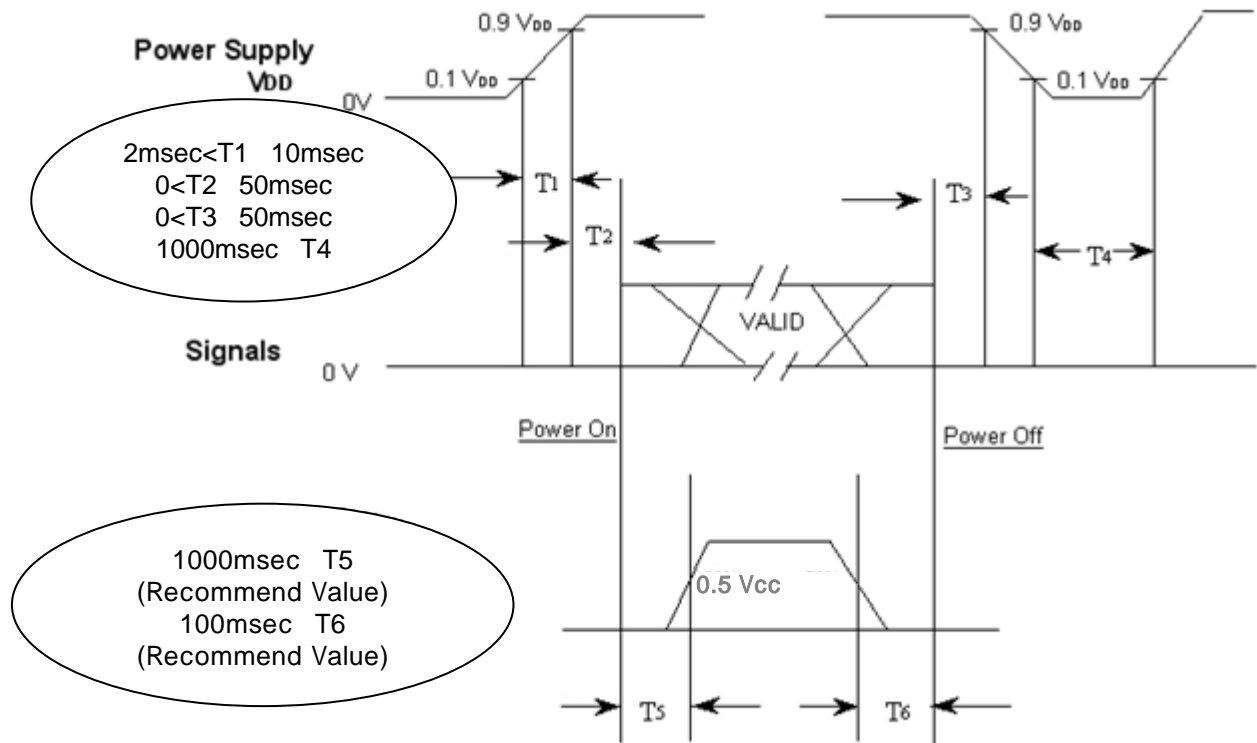 0.9 VDD
0.9 VDD
Power Supply
VDD
0.1 VDD
0.1 VDD
0V
2msec<T1 10msec
0<T2 50msec
0<T3 50msec
1000msec T4
T1
T3
T2
T4
VALID
Signals
0 V
Power On
Power Off
1000msec T5
(Recommend Value)
100msec T6
(Recommend Value)
0.5 Vcc
T5
T6